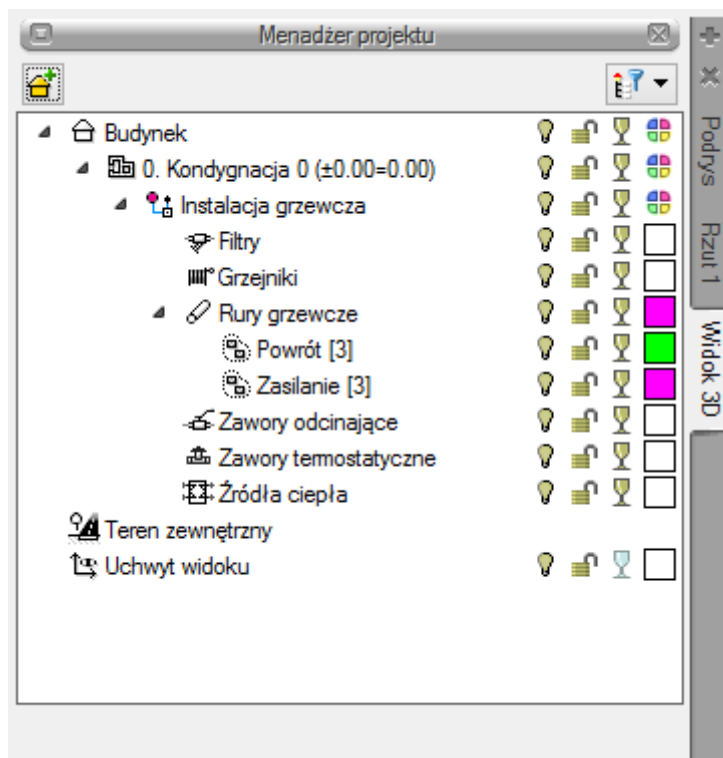 Menadżer projektu
Budynek
0. Kondygnacja 0 (±0.00=0.00)
Instalacja grzewcza
Filtry
Grzejniki
Rury grzewcze
Powrót [3]
Zasilanie [3]
Zawory odcinające
Zawory termostatyczne
Źródła ciepła
Teren zewnętrzny
Uchwyt widoku
Podrys
Rzut 1
Widok 3D